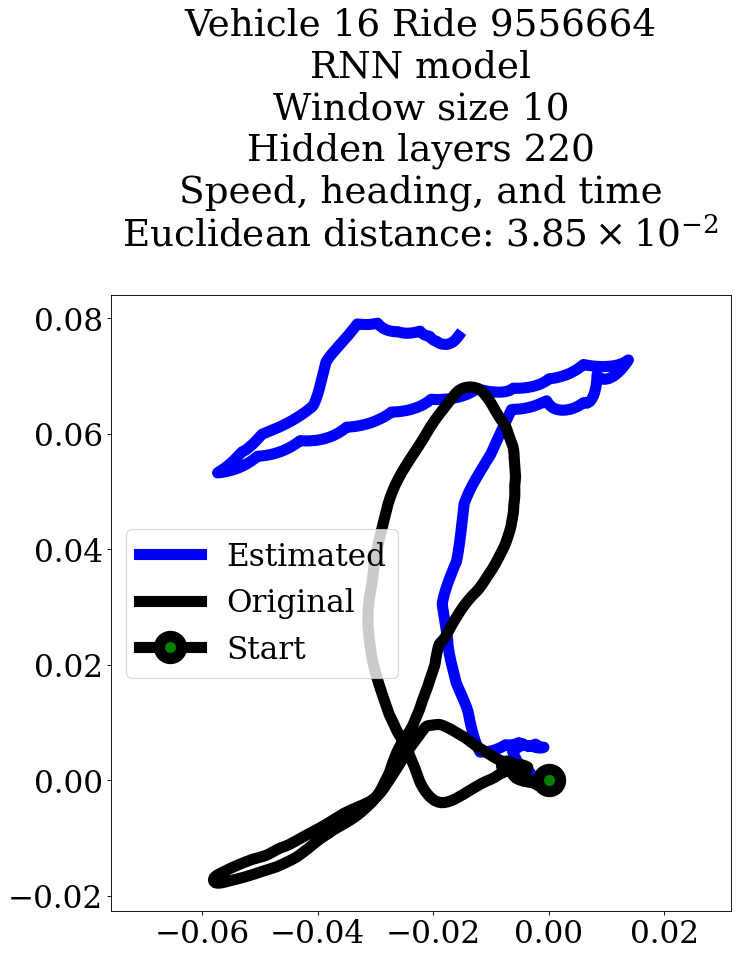 Vehicle 16 Ride 9556664
RNN model
Window size 10
Hidden layers 220
Speed, heading, and time
Euclidean distance: 3.85 × 10⁻²
0.08
0.06
0.04
Estimated
Original
Start
0.02
0.00
−0.02
−0.06 −0.04 −0.02 0.00 0.02